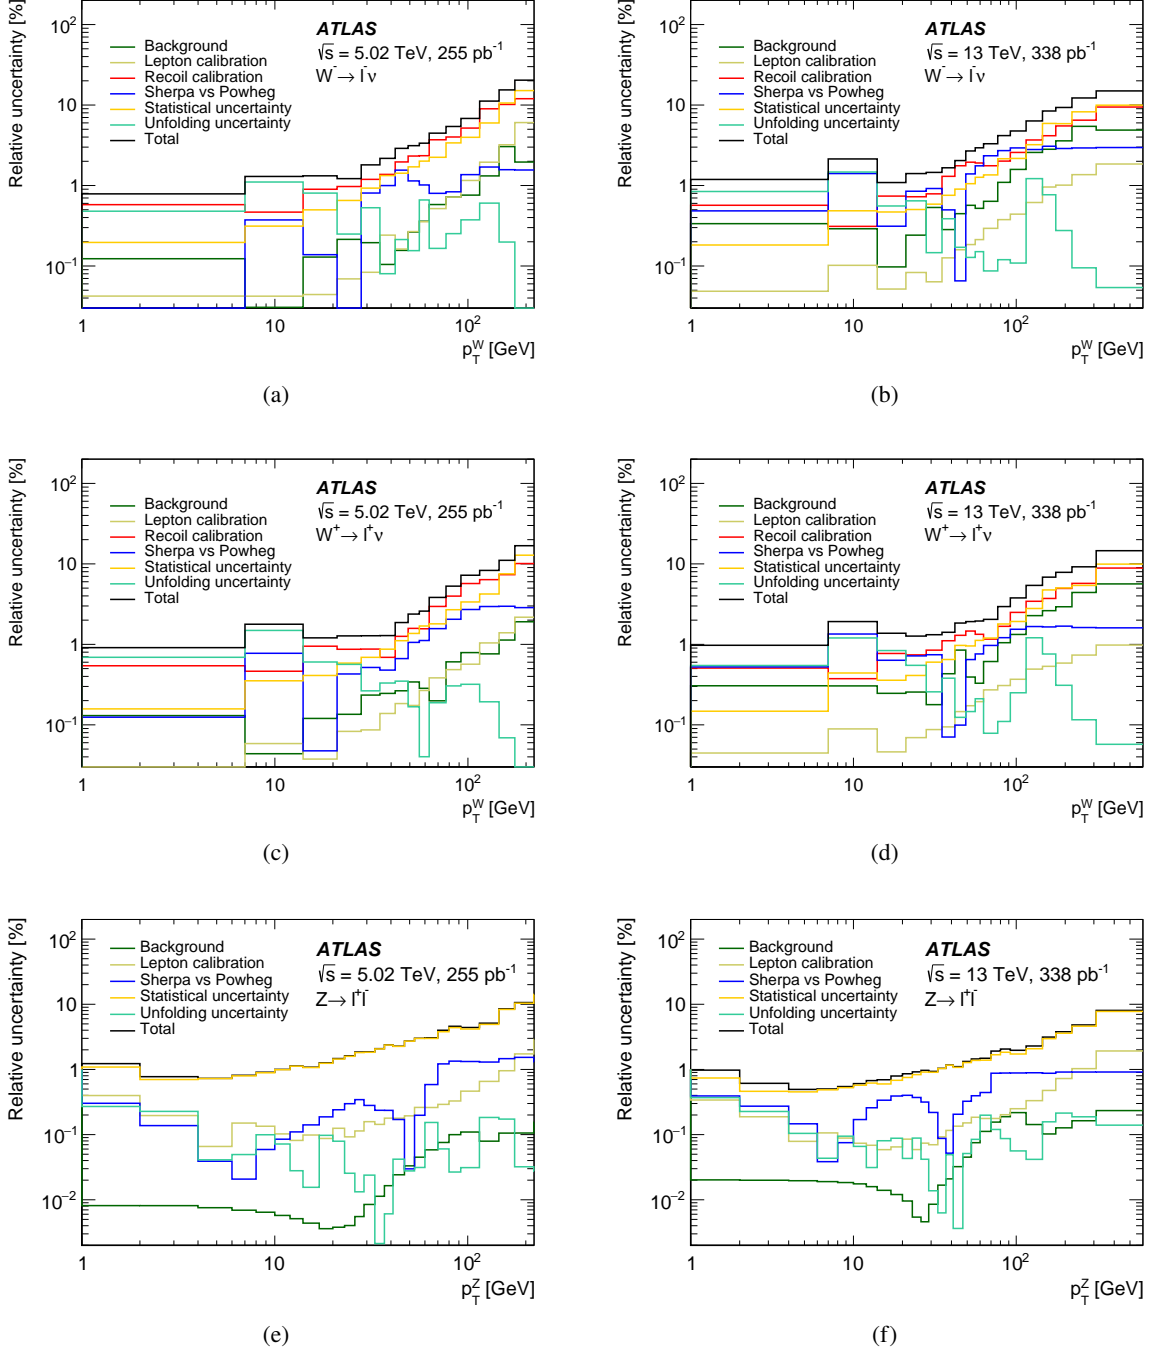 Relative uncertainty [%]
10²
10
1
10⁻¹
ATLAS
√s = 5.02 TeV, 255 pb⁻¹
W⁻→ l⁻ν
Background
Lepton calibration
Recoil calibration
Sherpa vs Powheg
Statistical uncertainty
Unfolding uncertainty
Total
1 10 10²
p_T^W [GeV]
(a)
Relative uncertainty [%]
10²
10
1
10⁻¹
ATLAS
√s = 13 TeV, 338 pb⁻¹
W⁻→ l⁻ν
Background
Lepton calibration
Recoil calibration
Sherpa vs Powheg
Statistical uncertainty
Unfolding uncertainty
Total
1 10 10²
p_T^W [GeV]
(b)
Relative uncertainty [%]
10²
10
1
10⁻¹
ATLAS
√s = 5.02 TeV, 255 pb⁻¹
W⁺→ l⁺ν
Background
Lepton calibration
Recoil calibration
Sherpa vs Powheg
Statistical uncertainty
Unfolding uncertainty
Total
1 10 10²
p_T^W [GeV]
(c)
Relative uncertainty [%]
10²
10
1
10⁻¹
ATLAS
√s = 13 TeV, 338 pb⁻¹
W⁺→ l⁺ν
Background
Lepton calibration
Recoil calibration
Sherpa vs Powheg
Statistical uncertainty
Unfolding uncertainty
Total
1 10 10²
p_T^W [GeV]
(d)
Relative uncertainty [%]
10²
10
1
10⁻¹
10⁻²
ATLAS
√s = 5.02 TeV, 255 pb⁻¹
Z→ l⁺l⁻
Background
Lepton calibration
Sherpa vs Powheg
Statistical uncertainty
Unfolding uncertainty
Total
1 10 10²
p_T^Z [GeV]
(e)
Relative uncertainty [%]
10²
10
1
10⁻¹
10⁻²
ATLAS
√s = 13 TeV, 338 pb⁻¹
Z→ l⁺l⁻
Background
Lepton calibration
Sherpa vs Powheg
Statistical uncertainty
Unfolding uncertainty
Total
1 10 10²
p_T^Z [GeV]
(f)